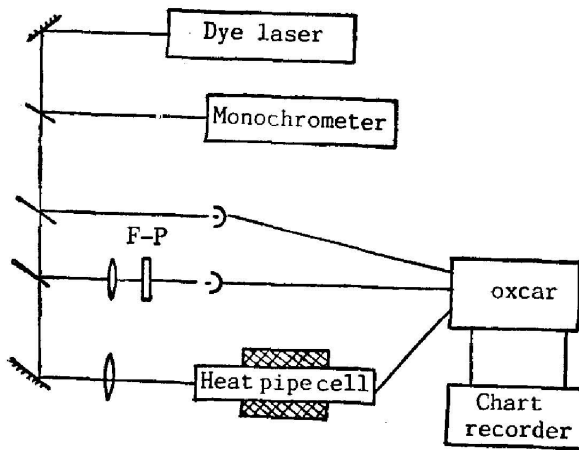 Dye laser
Monochrometer
F-P
oxcar
Heat pipe cell
Chart
recorder